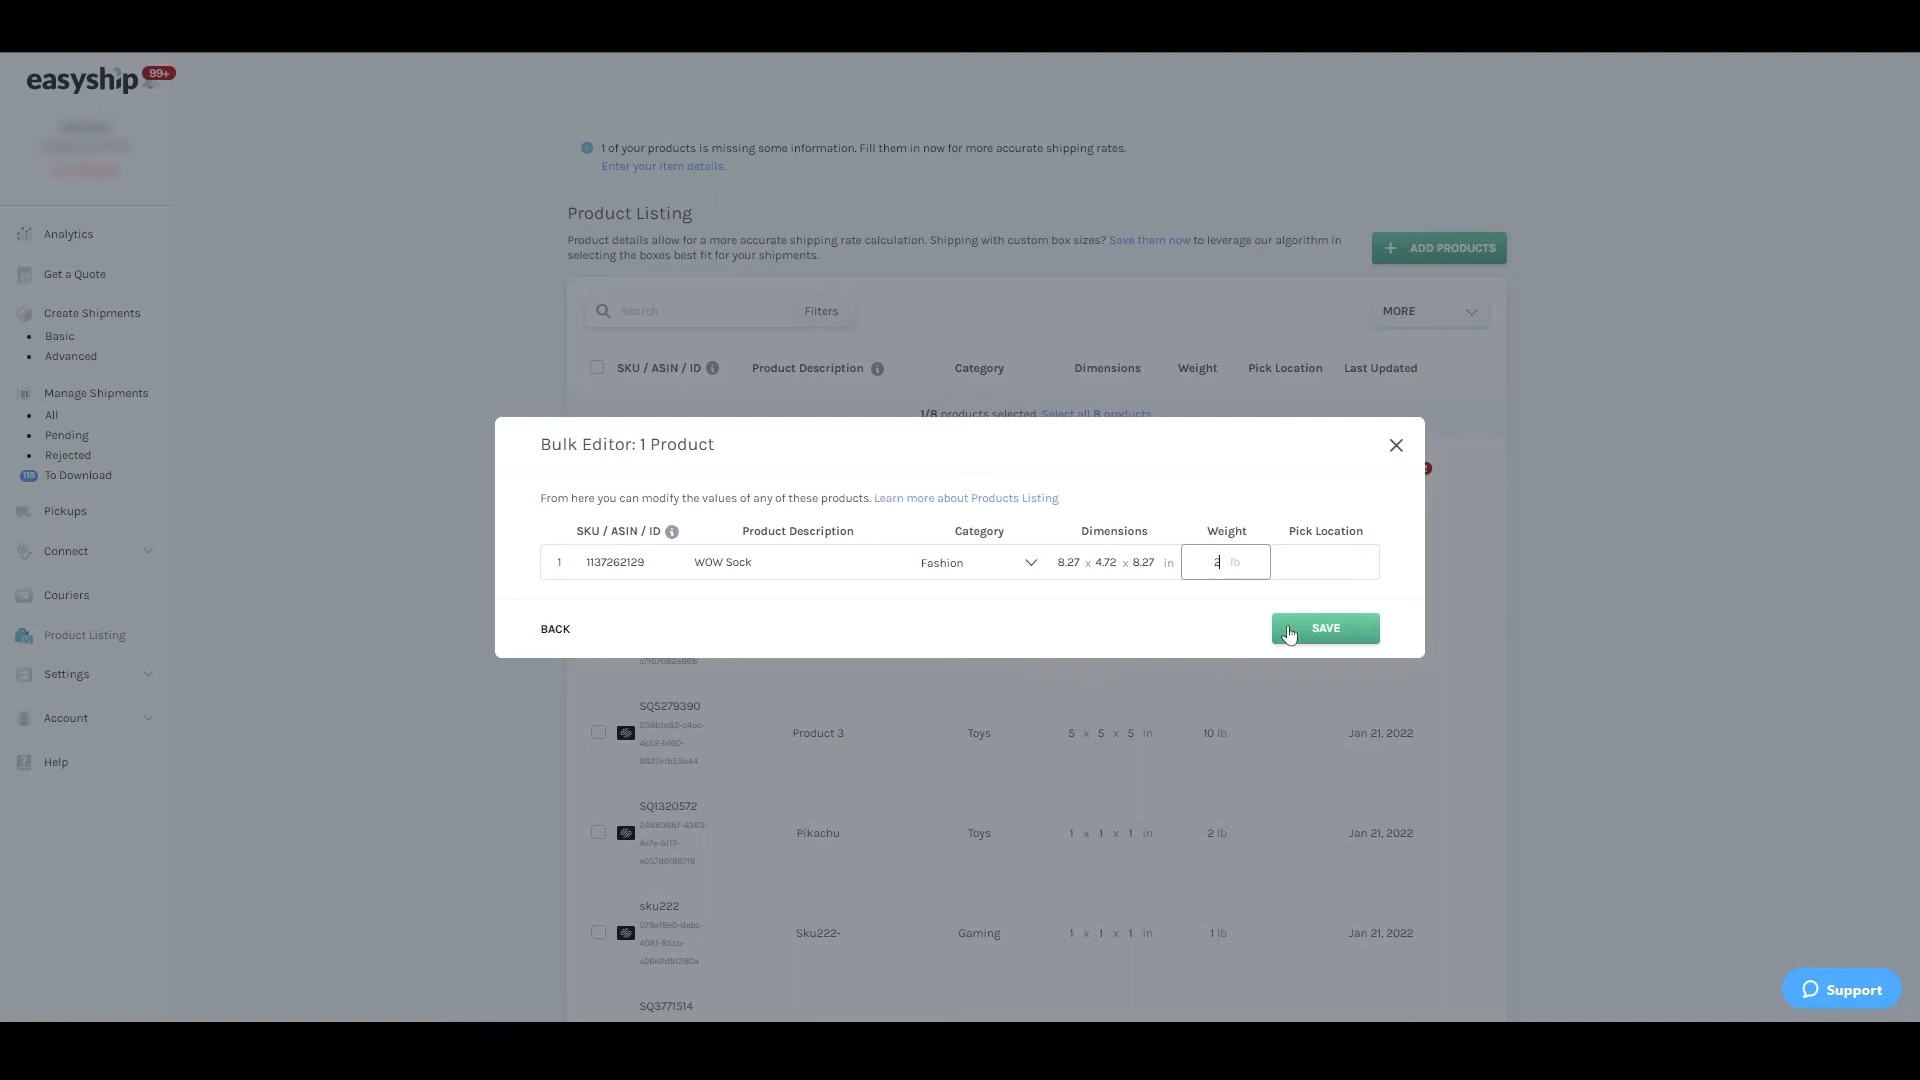 easyship 99+
1 of your products is missing some information. Fill them in now for more accurate shipping rates.
Enter your item details.
Analytics
Get a Quote
Create Shipments
Basic
Advanced
Manage Shipments
All
Pending
Rejected
118 To Download
Pickups
Connect
Couriers
Product Listing
Settings
Account
Help
Product Listing
Product details allow for a more accurate shipping rate calculation. Shipping with custom box sizes? Save them now to leverage our algorithm in
selecting the boxes best fit for your shipments.
+ ADD PRODUCTS
Search
Filters
MORE
SKU / ASIN / ID
Product Description
Category
Dimensions
Weight
Pick Location
Last Updated
1/8 products selected. Select all 8 products
Bulk Editor: 1 Product
From here you can modify the values of any of these products. Learn more about Products Listing
SKU / ASIN / ID
Product Description
Category
Dimensions
Weight
Pick Location
1 1137262129 WOW Sock Fashion 8.27 x 4.72 x 8.27 in 2 lb
BACK
SAVE
SQ5279390
Product 3 Toys 5 x 5 x 5 in 10 lb Jan 21, 2022
SQ1320572
Pikachu Toys 1 x 1 x 1 in 2 lb Jan 21, 2022
sku222
Sku222- Gaming 1 x 1 x 1 in 1 lb Jan 21, 2022
SQ3771514
Support